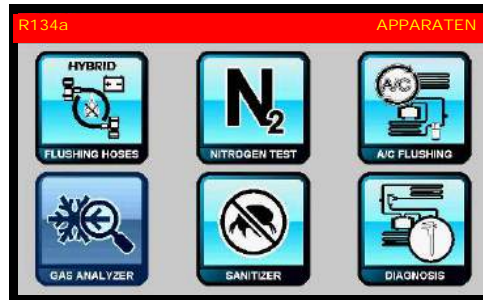 R134a APPARATEN
HYBRID
FLUSHING HOSES
N2
NITROGEN TEST
A/C
A/C FLUSHING
GAS ANALYZER
SANITIZER
DIAGNOSIS